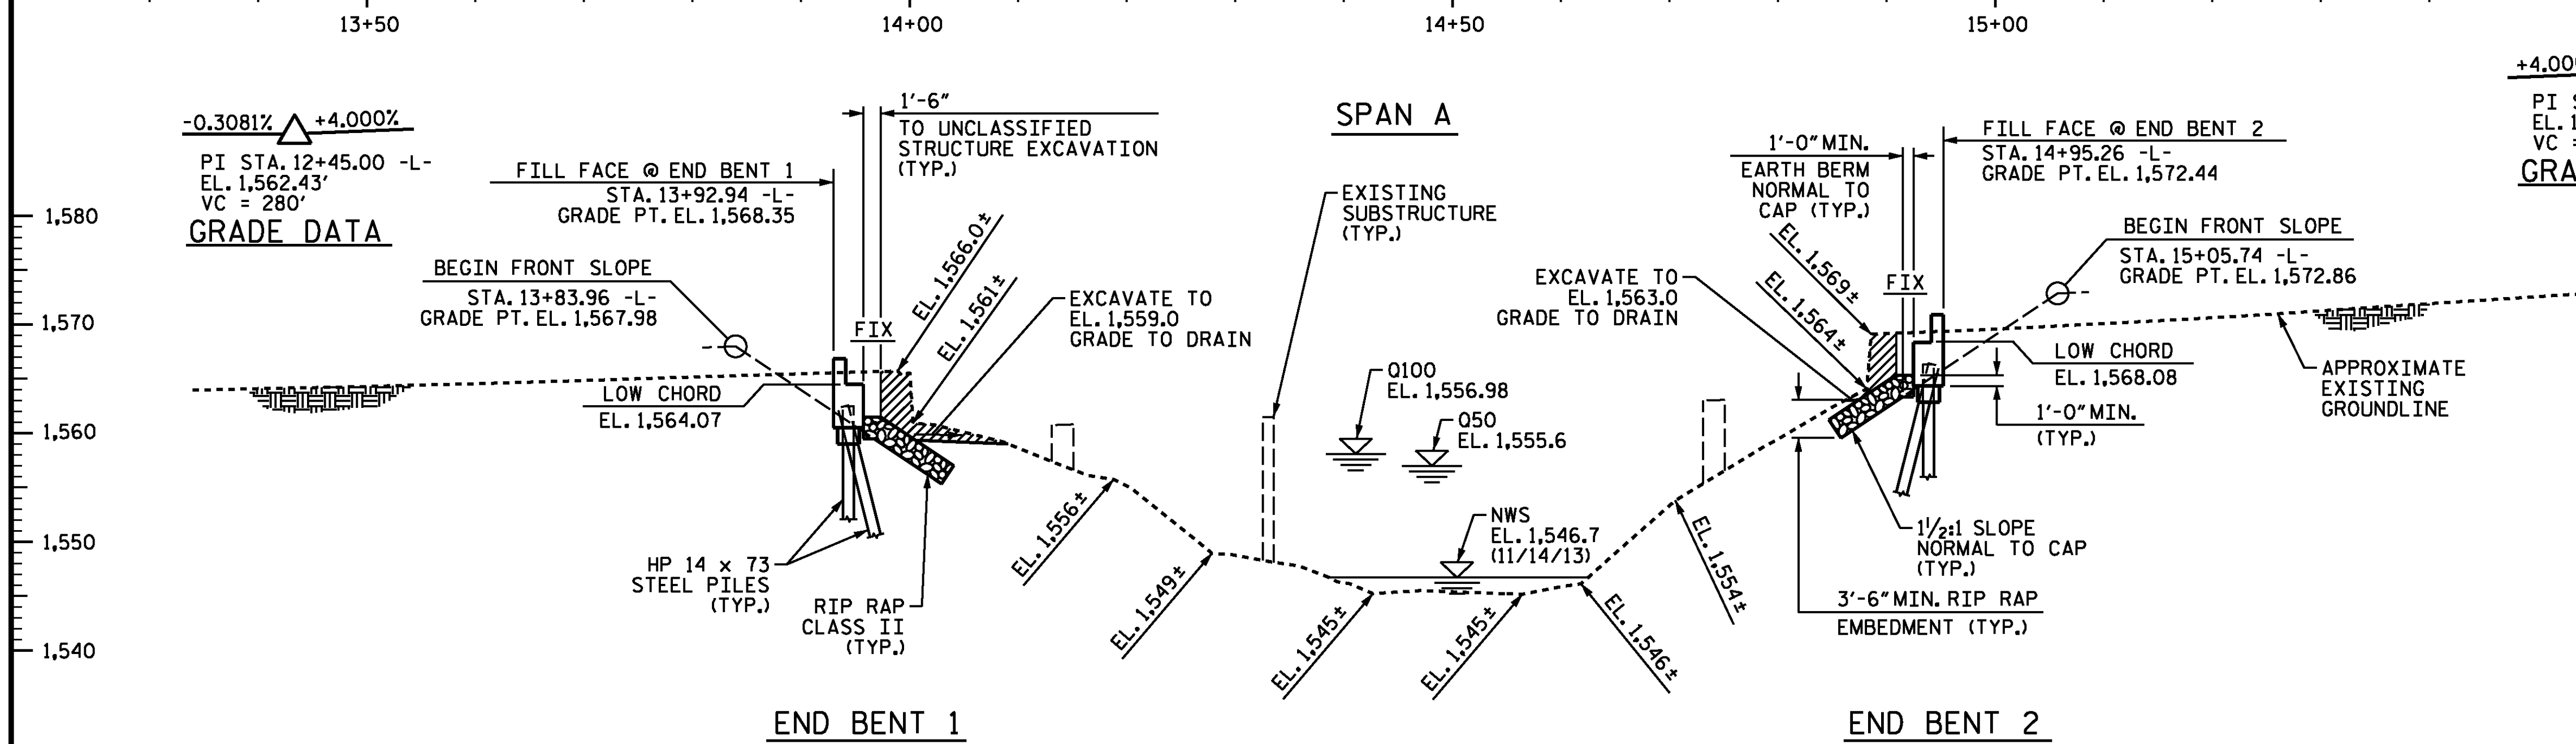 13+50
14+00
14+50
15+00
-0.3081% +4.000%
PI STA. 12+45.00 -L-
EL. 1,562.43'
VC = 280'
GRADE DATA
1,580
1,570
1,560
1,550
1,540
FILL FACE @ END BENT 1
STA. 13+92.94 -L-
GRADE PT. EL. 1,568.35
1'-6"
TO UNCLASSIFIED
STRUCTURE EXCAVATION
(TYP.)
BEGIN FRONT SLOPE
STA. 13+83.96 -L-
GRADE PT. EL. 1,567.98
FIX
EL. 1,566.0±
EL. 1,561±
EXCAVATE TO
EL. 1,559.0
GRADE TO DRAIN
LOW CHORD
EL. 1,564.07
HP 14 x 73
STEEL PILES
(TYP.)
RIP RAP
CLASS II
(TYP.)
END BENT 1
SPAN A
EXISTING
SUBSTRUCTURE
(TYP.)
Q100
EL. 1,556.98
Q50
EL. 1,555.6
NWS
EL. 1,546.7
(11/14/13)
EL. 1,556±
EL. 1,549±
EL. 1,545±
EL. 1,545±
EL. 1,546±
EL. 1,554±
1'-0" MIN.
EARTH BERM
NORMAL TO
CAP (TYP.)
FILL FACE @ END BENT 2
STA. 14+95.26 -L-
GRADE PT. EL. 1,572.44
EL. 1,569±
EL. 1,564±
FIX
EXCAVATE TO
EL. 1,563.0
GRADE TO DRAIN
BEGIN FRONT SLOPE
STA. 15+05.74 -L-
GRADE PT. EL. 1,572.86
LOW CHORD
EL. 1,568.08
1'-0" MIN.
(TYP.)
APPROXIMATE
EXISTING
GROUNDLINE
1½:1 SLOPE
NORMAL TO CAP
(TYP.)
3'-6" MIN. RIP RAP
EMBEDMENT (TYP.)
END BENT 2
+4.00
PI
EL. 1
VC =
GRA